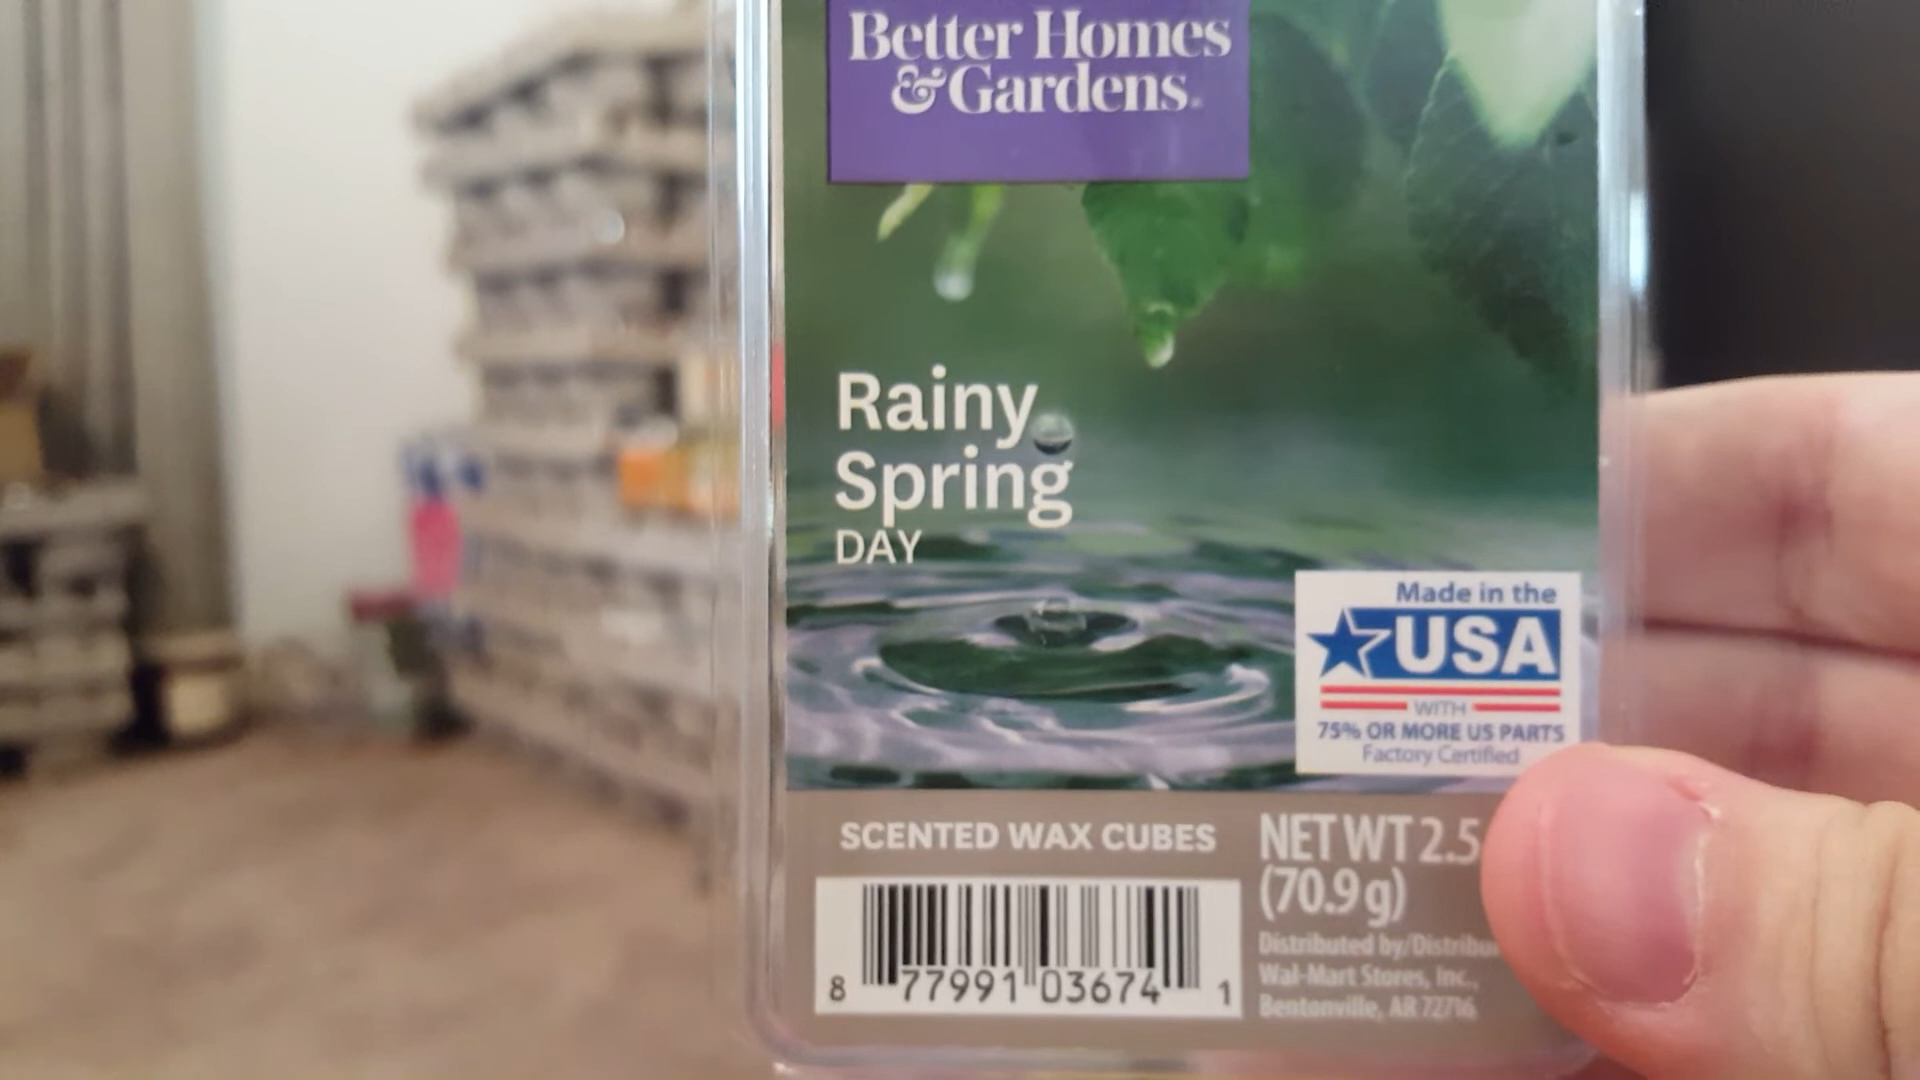 Better Homes
& Gardens.
Rainy
Spring
DAY
Made in the
USA
WITH
75% OR MORE US PARTS
Factory Certified
SCENTED WAX CUBES
NET WT 2.5
(70.9 g)
Distributed by/
Wal-Mart Stores, Inc.,
Bentonville, AR 72716
8 77991 03674 1